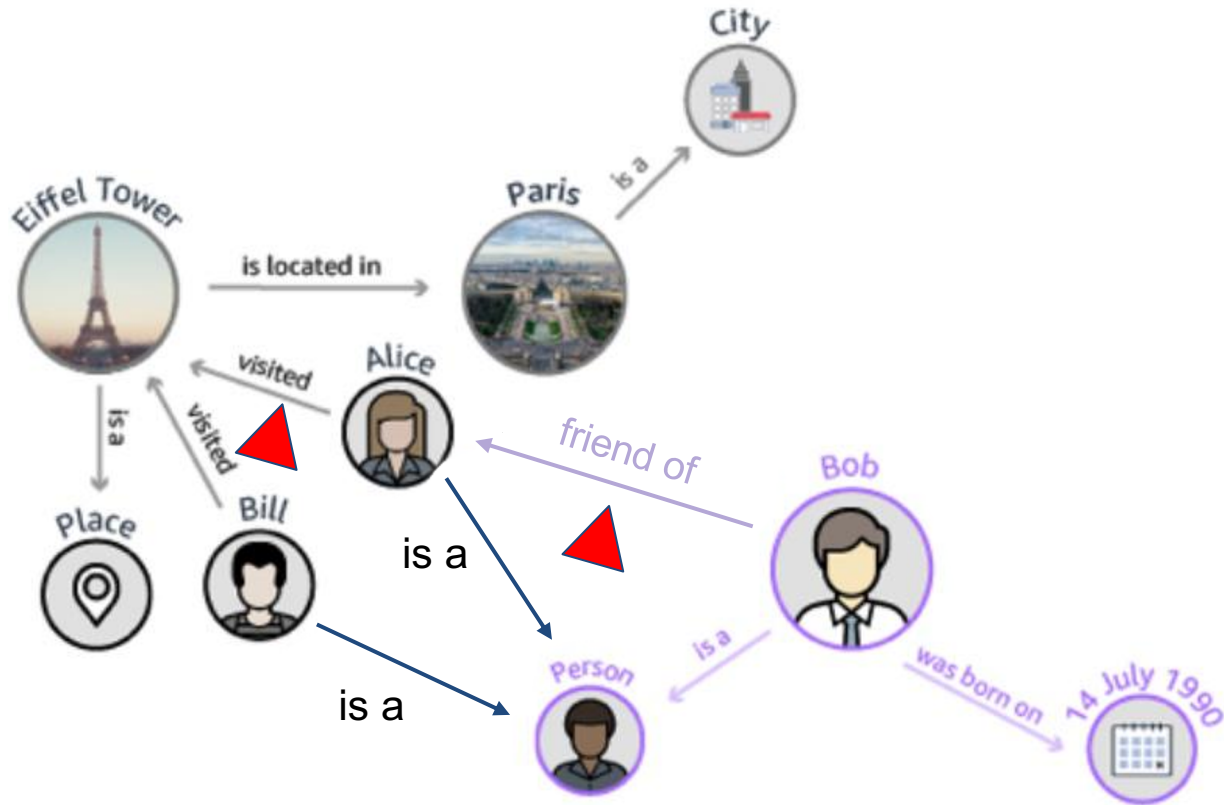 City
is a
Paris
Eiffel Tower
is located in
Alice
visited
visited
is a
friend of
Bob
Place
Bill
is a
is a
Person
is a
was born on
14 July 1990